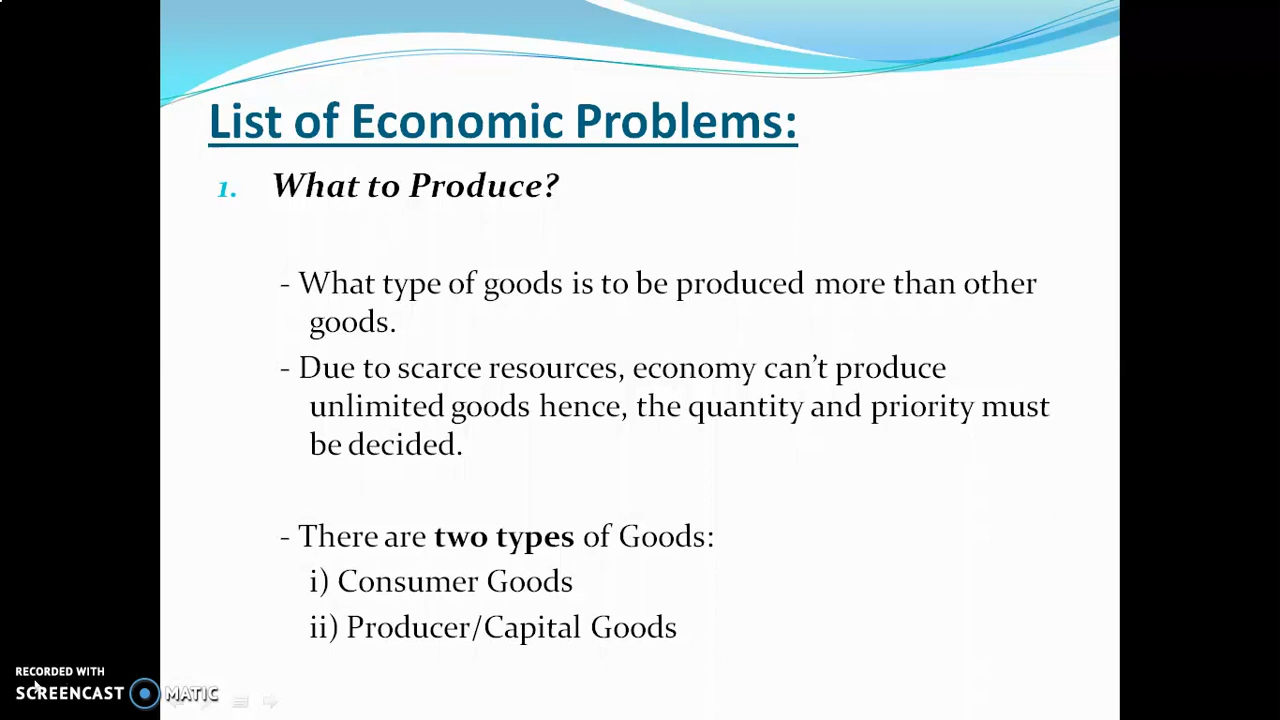 List of Economic Problems:
1. What to Produce?
- What type of goods is to be produced more than other
goods.
- Due to scarce resources, economy can't produce
unlimited goods hence, the quantity and priority must
be decided.
- There are two types of Goods:
i) Consumer Goods
ii) Producer/Capital Goods
RECORDED WITH
SCREENCAST MATIC